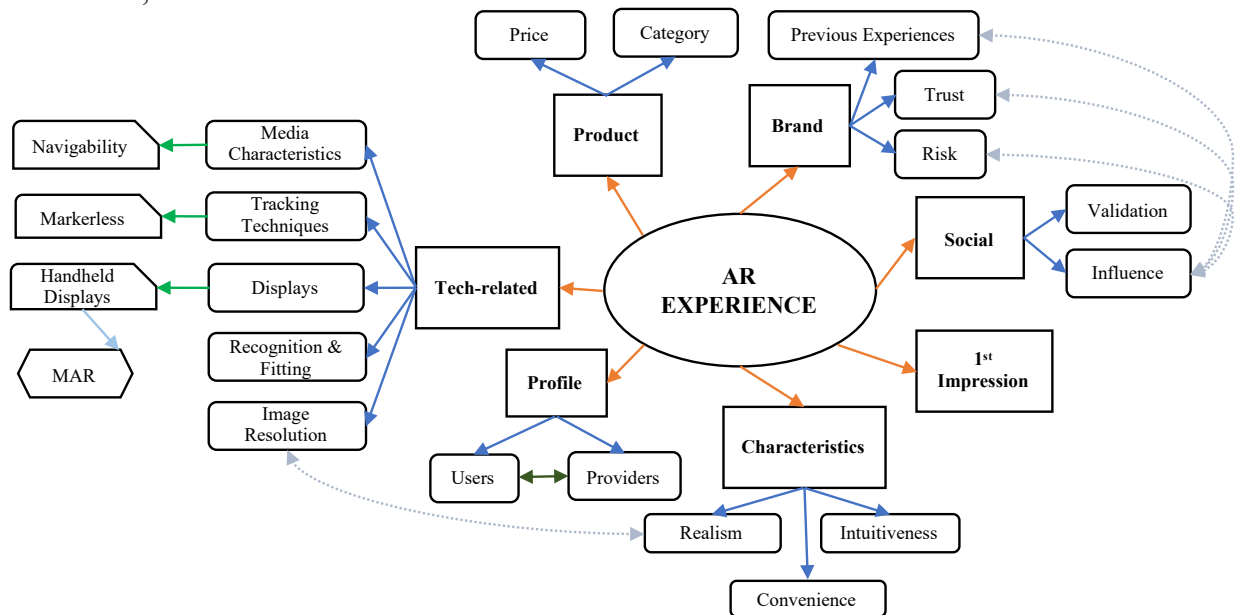 Price
Category
Previous Experiences
Trust
Risk
Product
Brand
Navigability
Media
Characteristics
Markerless
Tracking
Techniques
Handheld
Displays
Displays
MAR
Recognition &
Fitting
Image
Resolution
Tech-related
AR
EXPERIENCE
Social
Validation
Influence
1st
Impression
Profile
Users
Providers
Characteristics
Realism
Intuitiveness
Convenience